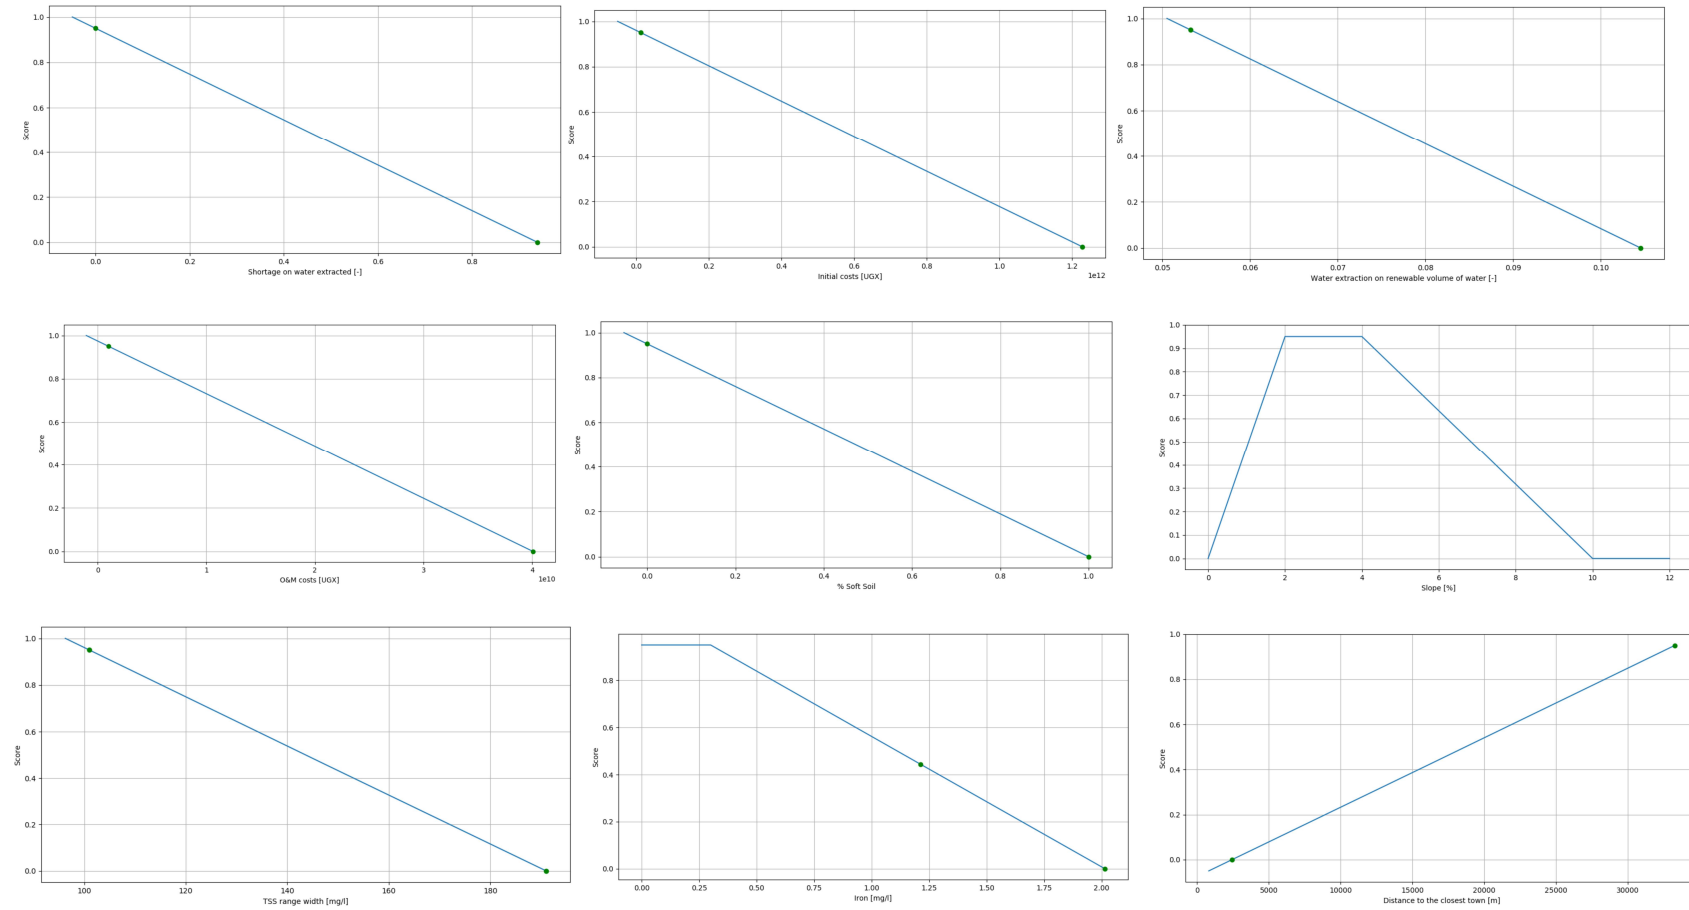 1.0
0.8
0.6
0.4
0.2
0.0
Score
0.0 0.2 0.4 0.6 0.8
Shortage on water extracted [-]
1.0
0.8
0.6
0.4
0.2
0.0
Score
0.0 0.2 0.4 0.6 0.8 1.0 1.2
1e12
Initial costs [UGX]
1.0
0.8
0.6
0.4
0.2
0.0
Score
0.05 0.06 0.07 0.08 0.09 0.10
Water extraction on renewable volume of water [-]
1.0
0.8
0.6
0.4
0.2
0.0
Score
0 1 2 3 4
1e10
O&M costs [UGX]
1.0
0.8
0.6
0.4
0.2
0.0
Score
0.0 0.2 0.4 0.6 0.8 1.0
% Soft Soil
1.0
0.9
0.8
0.7
0.6
0.5
0.4
0.3
0.2
0.1
0.0
Score
0 2 4 6 8 10 12
Slope [%]
1.0
0.8
0.6
0.4
0.2
0.0
Score
100 120 140 160 180
TSS range width [mg/l]
0.8
0.6
0.4
0.2
0.0
Score
0.00 0.25 0.50 0.75 1.00 1.25 1.50 1.75 2.00
Iron [mg/l]
1.0
0.8
0.6
0.4
0.2
0.0
Score
0 5000 10000 15000 20000 25000 30000
Distance to the closest town [m]